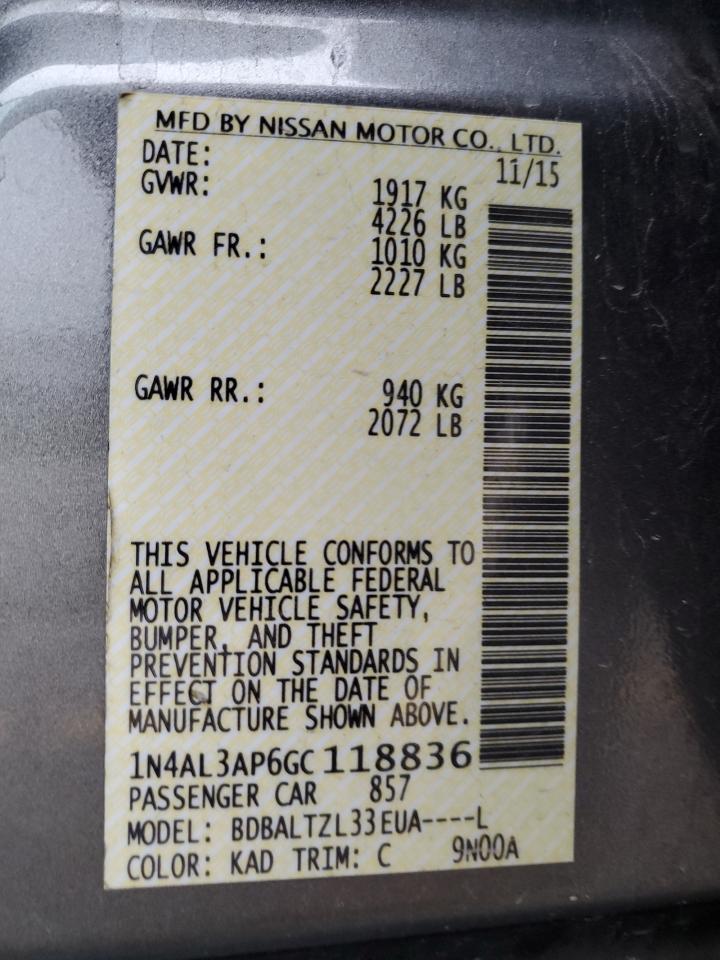 MFD BY NISSAN MOTOR CO., LTD.
DATE: 11/15
GVWR: 1917 KG
4226 LB
GAWR FR.: 1010 KG
2227 LB
GAWR RR.: 940 KG
2072 LB
THIS VEHICLE CONFORMS TO
ALL APPLICABLE FEDERAL
MOTOR VEHICLE SAFETY,
BUMPER, AND THEFT
PREVENTION STANDARDS IN
EFFECT ON THE DATE OF
MANUFACTURE SHOWN ABOVE.
1N4AL3AP6GC118836
PASSENGER CAR 857
MODEL: BDBALTZL33EUA----L
COLOR: KAD TRIM: C 9N00A